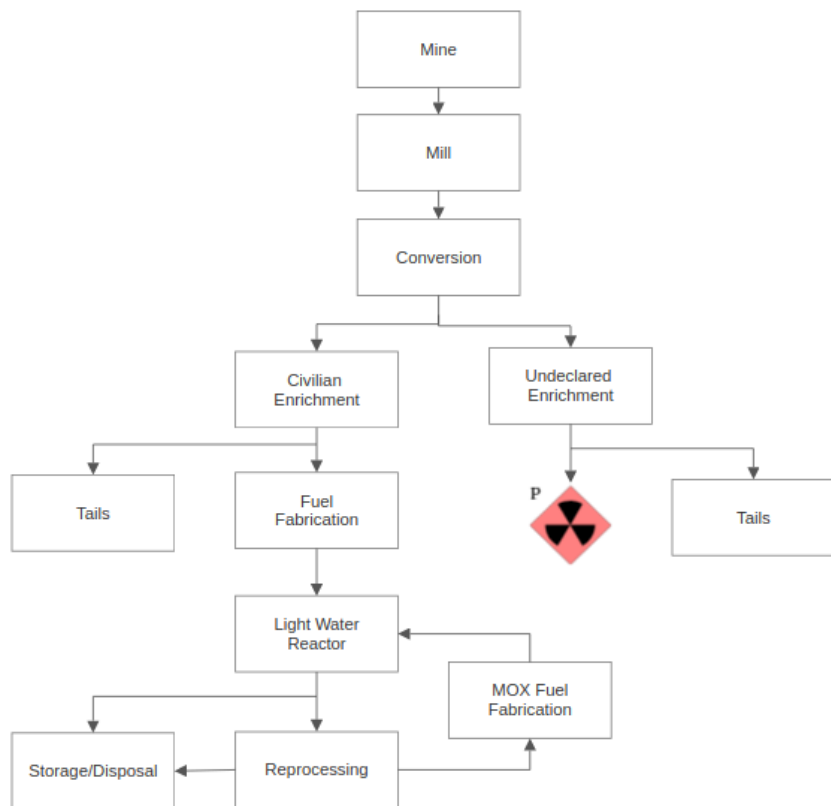 Mine
Mill
Conversion
Civilian
Enrichment
Undeclared
Enrichment
Tails
Fuel
Fabrication
P
Tails
Light Water
Reactor
MOX Fuel
Fabrication
Storage/Disposal
Reprocessing